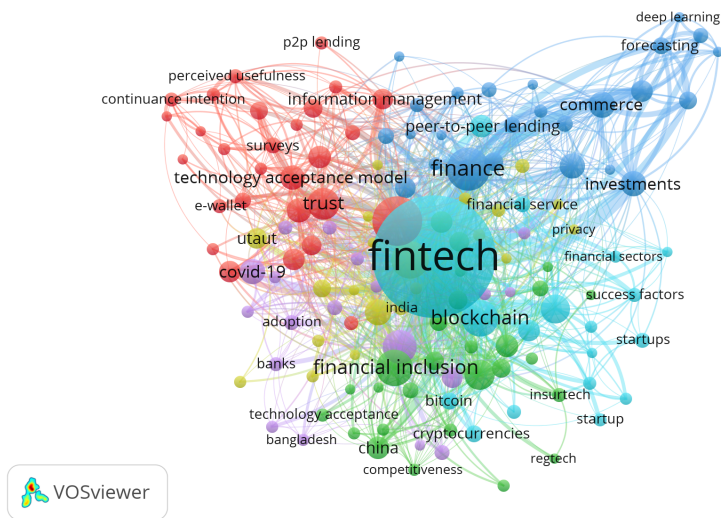 deep learning
p2p lending
forecasting
perceived usefulness
continuance intention
information management
commerce
peer-to-peer lending
surveys
finance
technology acceptance model
investments
e-wallet
trust
financial service
utaut
privacy
fintech
financial sectors
covid-19
success factors
india
adoption
blockchain
startups
banks
financial inclusion
insurtech
bitcoin
technology acceptance
startup
bangladesh
cryptocurrencies
china
regtech
competitiveness
VOSviewer